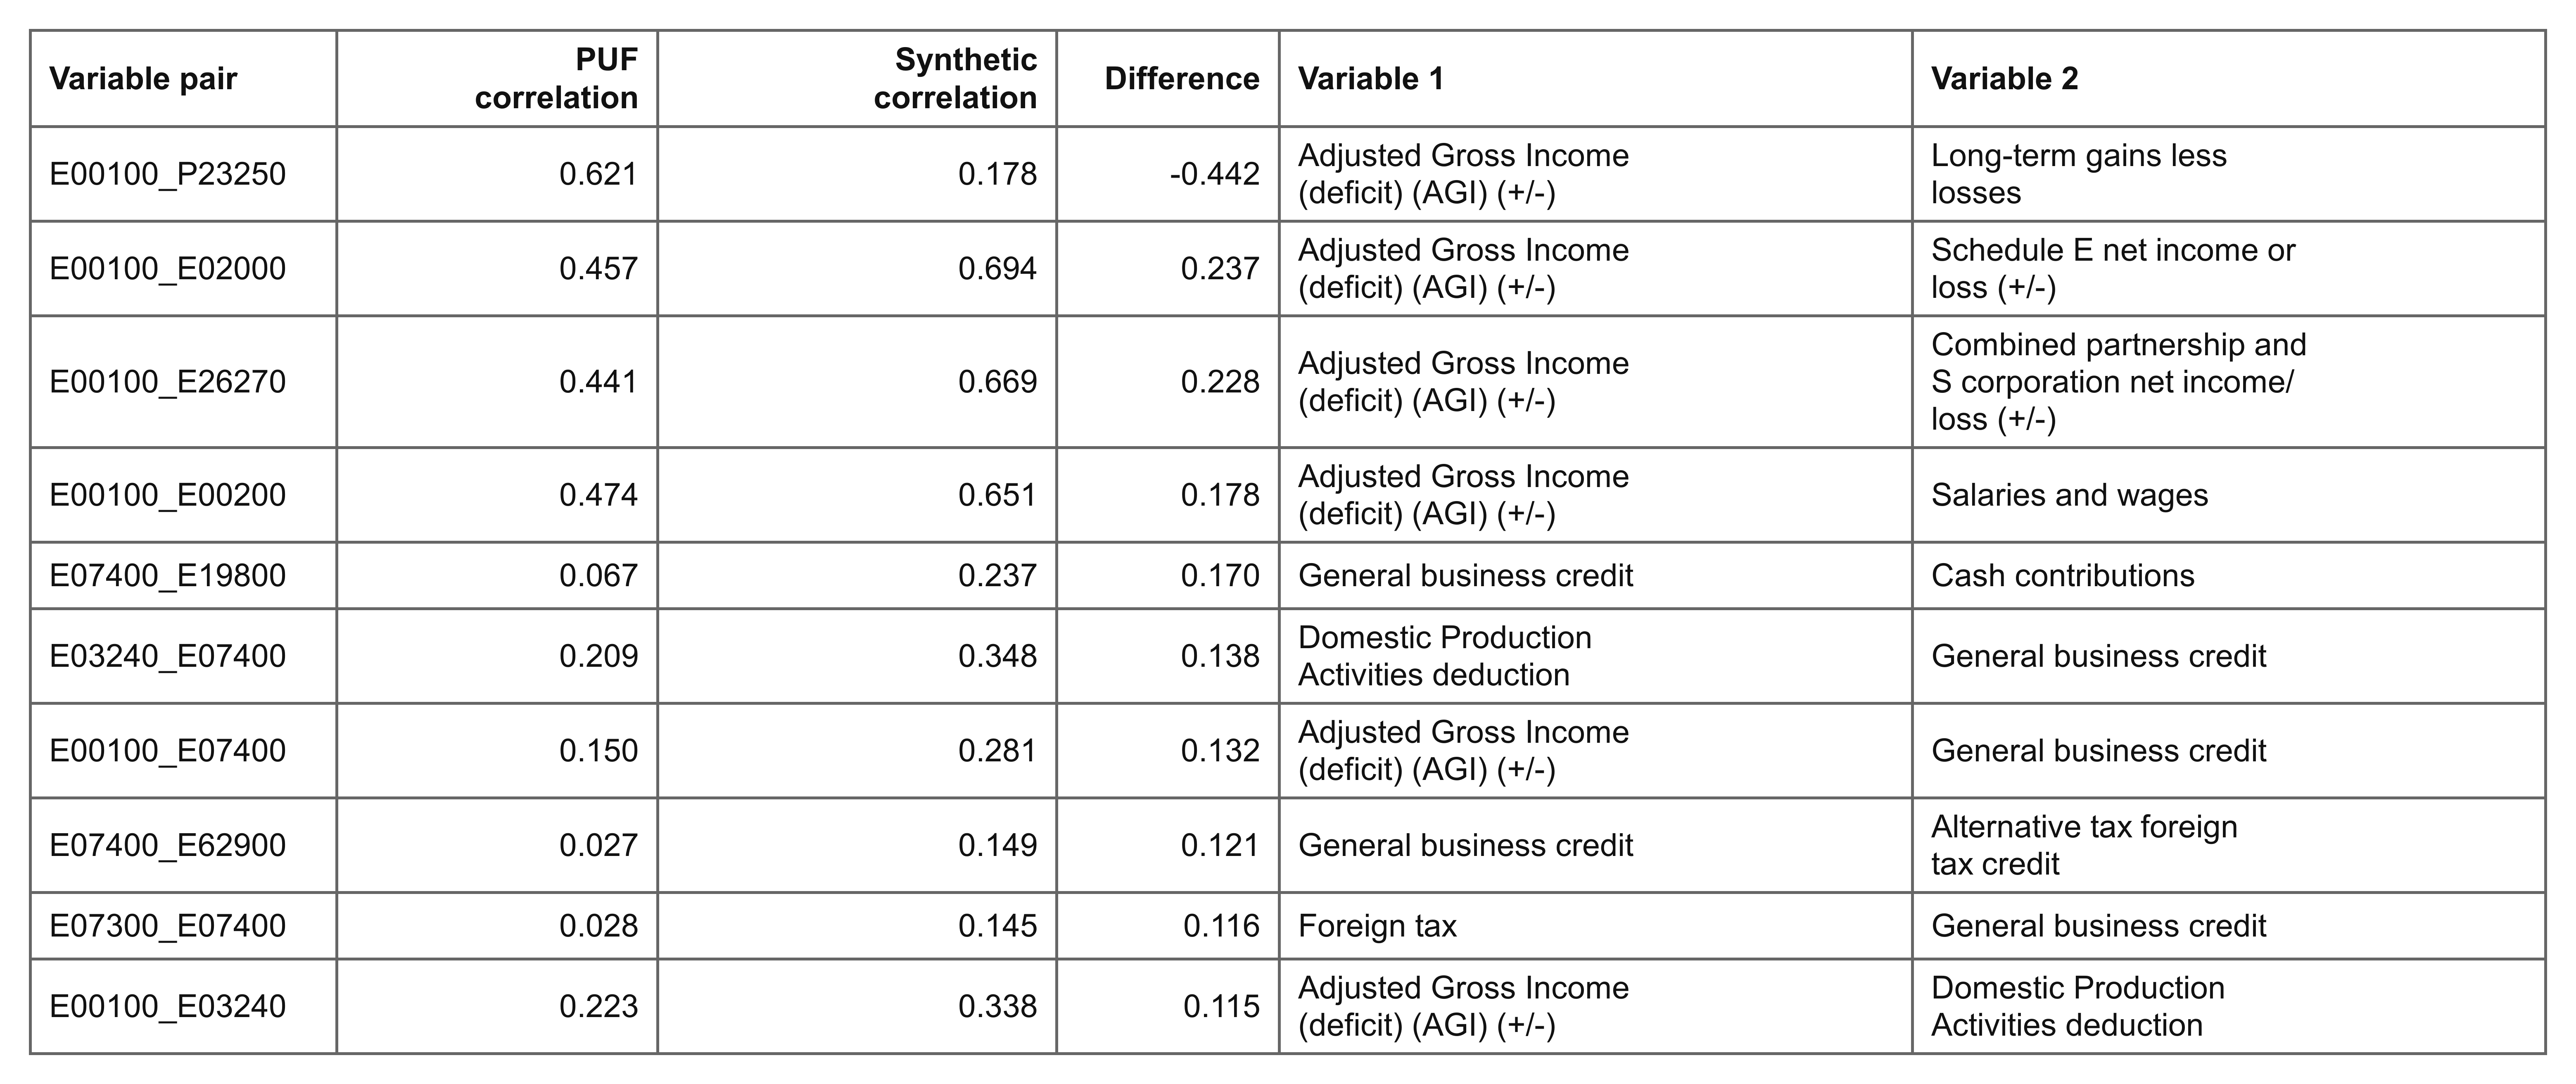 Variable pair
PUF
correlation
Synthetic
correlation
Difference
Variable 1
Variable 2
E00100_P23250
0.621
0.178
-0.442
Adjusted Gross Income
(deficit) (AGI) (+/-)
Long-term gains less
losses
E00100_E02000
0.457
0.694
0.237
Adjusted Gross Income
(deficit) (AGI) (+/-)
Schedule E net income or
loss (+/-)
E00100_E26270
0.441
0.669
0.228
Adjusted Gross Income
(deficit) (AGI) (+/-)
Combined partnership and
S corporation net income/
loss (+/-)
E00100_E00200
0.474
0.651
0.178
Adjusted Gross Income
(deficit) (AGI) (+/-)
Salaries and wages
E07400_E19800
0.067
0.237
0.170
General business credit
Cash contributions
E03240_E07400
0.209
0.348
0.138
Domestic Production
Activities deduction
General business credit
E00100_E07400
0.150
0.281
0.132
Adjusted Gross Income
(deficit) (AGI) (+/-)
General business credit
E07400_E62900
0.027
0.149
0.121
General business credit
Alternative tax foreign
tax credit
E07300_E07400
0.028
0.145
0.116
Foreign tax
General business credit
E00100_E03240
0.223
0.338
0.115
Adjusted Gross Income
(deficit) (AGI) (+/-)
Domestic Production
Activities deduction